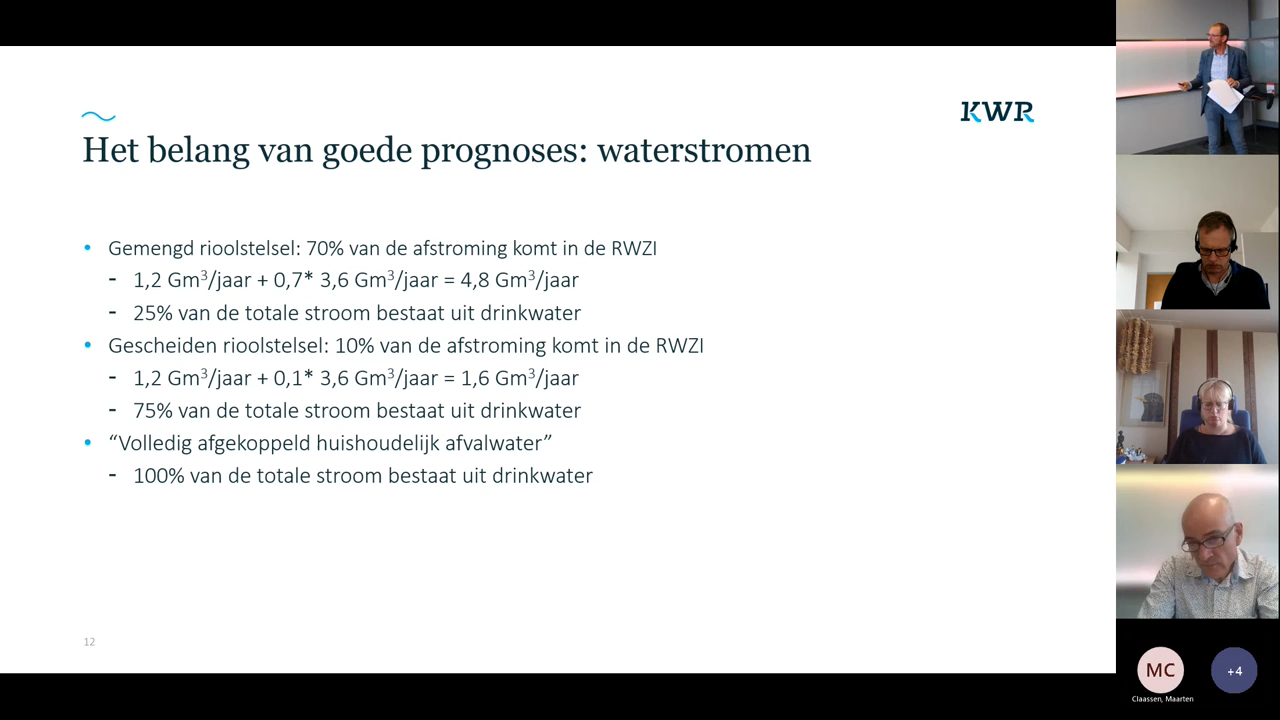 KWR
Het belang van goede prognoses: waterstromen
• Gemengd rioolstelsel: 70% van de afstroming komt in de RWZI
- 1,2 Gm³/jaar + 0,7* 3,6 Gm³/jaar = 4,8 Gm³/jaar
- 25% van de totale stroom bestaat uit drinkwater
• Gescheiden rioolstelsel: 10% van de afstroming komt in de RWZI
- 1,2 Gm³/jaar + 0,1* 3,6 Gm³/jaar = 1,6 Gm³/jaar
- 75% van de totale stroom bestaat uit drinkwater
• “Volledig afgekoppeld huishoudelijk afvalwater”
- 100% van de totale stroom bestaat uit drinkwater
12
MC
+4
Claassen, Maarten